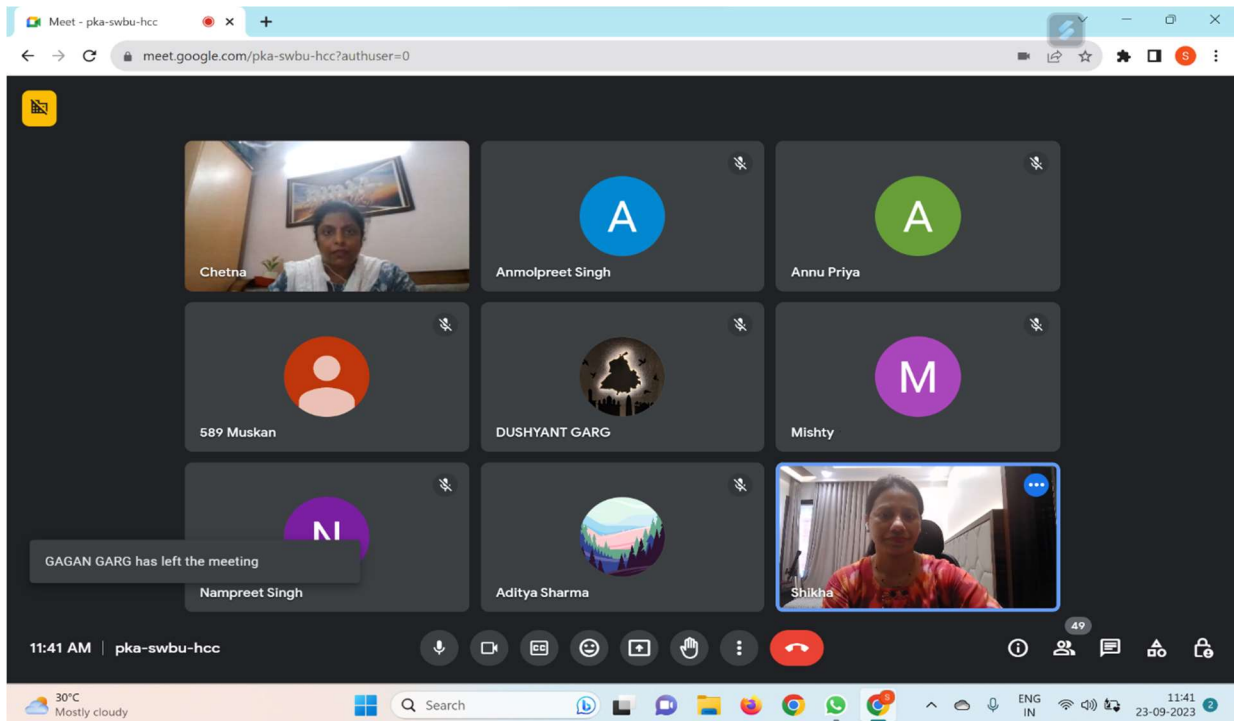 Meet - pka-swbu-hcc
meet.google.com/pka-swbu-hcc?authuser=0
S
Chetna
A
Anmolpreet Singh
A
Annu Priya
589 Muskan
DUSHYANT GARG
M
Mishty
N
GAGAN GARG has left the meeting
Nampreet Singh
Aditya Sharma
Shikha
49
11:41 AM | pka-swbu-hcc
CC
30°C
Mostly cloudy
Search
b
S
ENG
IN
11:41
23-09-2023
2